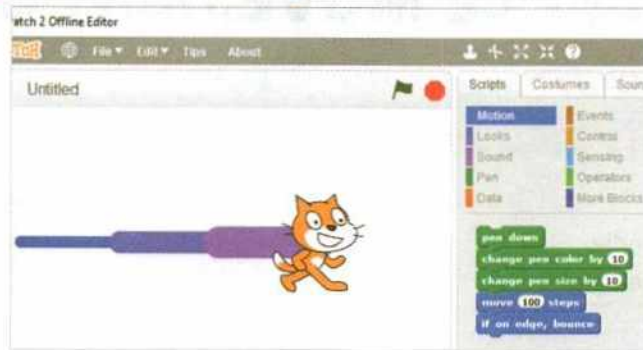 atch 2 Offline Editor
File Edit Tips About
Untitled
Scripts Costumes Soun
Motion Events
Looks Control
Sound Sensing
Pen Operators
Data More Blocks
pen down
change pen color by 10
change pen size by 10
move 100 steps
if on edge, bounce